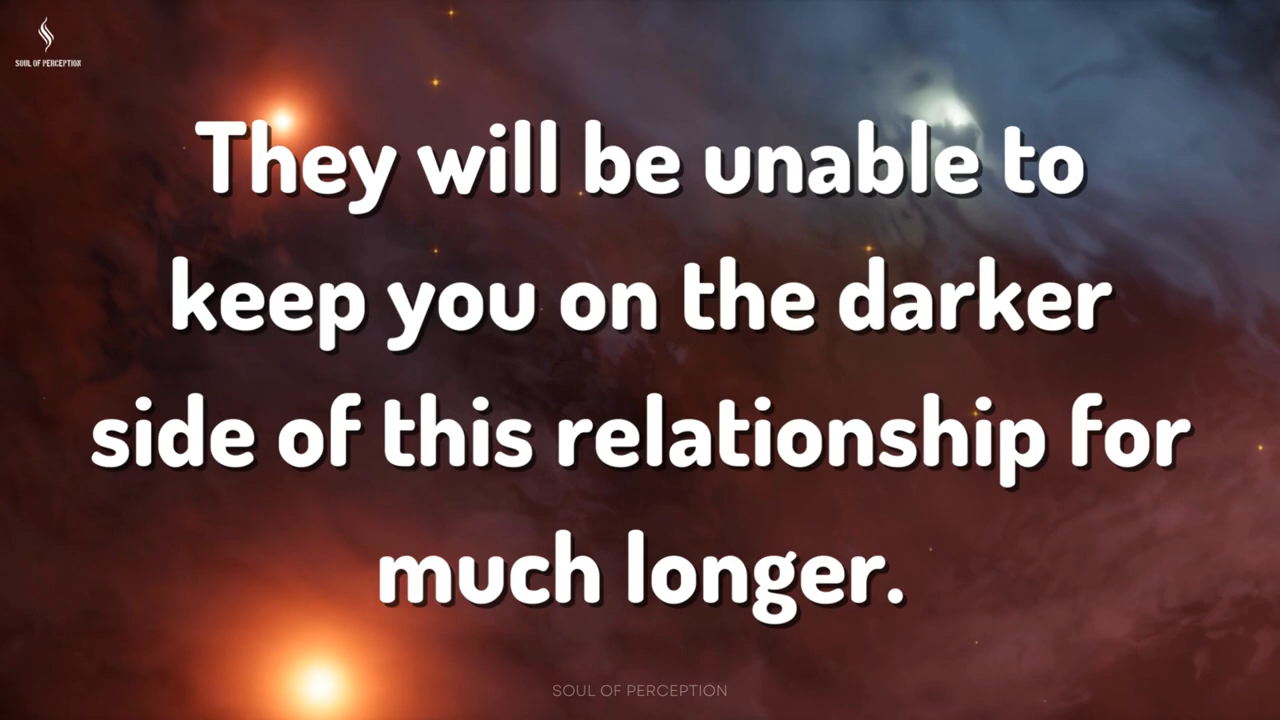 SOUL OF PERCEPTION
They will be unable to
keep you on the darker
side of this relationship for
much longer.
SOUL OF PERCEPTION